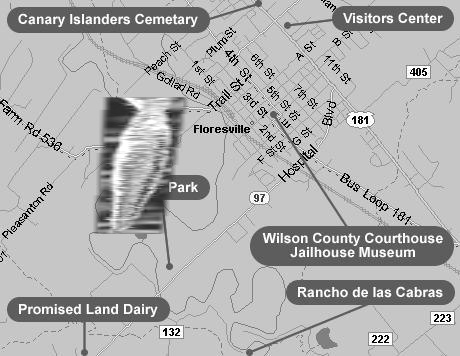 Canary Islanders Cemetary
Visitors Center
Peach St
Plum St
4th St
6th St
A St
B St
11th St
405
1st St
Goliad Rd
Trail St
3rd St
5th St
7th St
Blvd
181
Farm Rd 536
Floresville
2nd
E St
G St
F St
Hospital
Park
97
Bus Loop 181
Pleasanton Rd
Wilson County Courthouse
Jailhouse Museum
Rancho de las Cabras
Promised Land Dairy
132
223
222